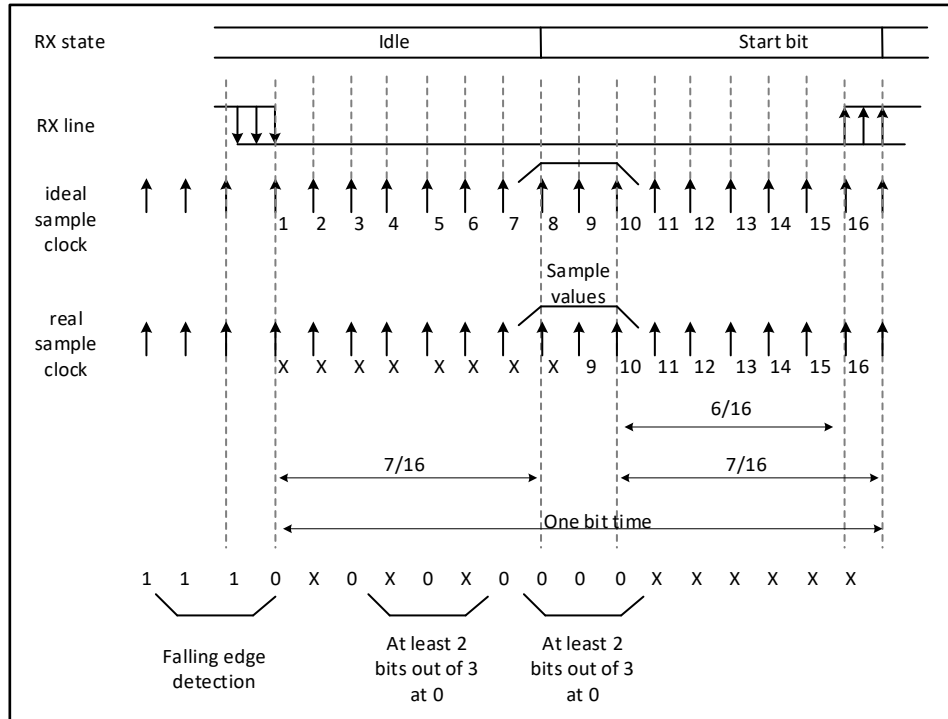 RX state
Idle
Start bit
RX line
ideal
sample
clock
1 2 3 4 5 6 7 8 9 10 11 12 13 14 15 16
Sample
values
real
sample
clock
X X X X X X X X 9 10 11 12 13 14 15 16
6/16
7/16
7/16
One bit time
1 1 1 0 X 0 X 0 X 0 0 0 0 X X X X X X
Falling edge
detection
At least 2
bits out of 3
at 0
At least 2
bits out of 3
at 0